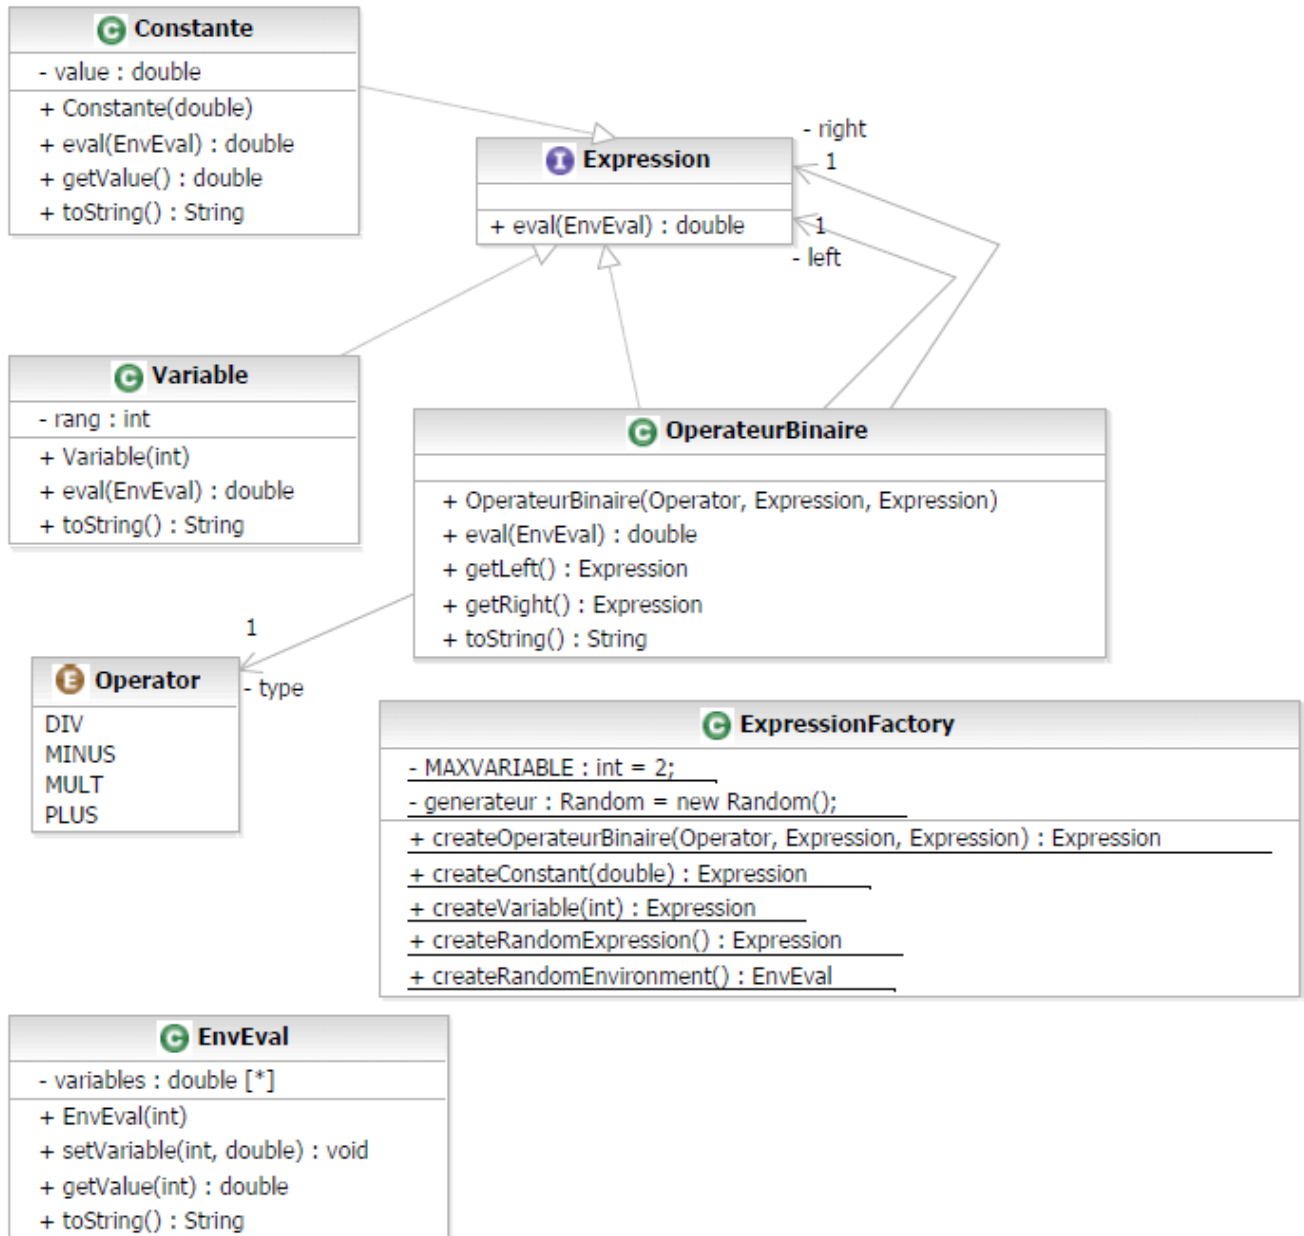 C Constante
- value : double
+ Constante(double)
+ eval(EnvEval) : double
+ getValue() : double
+ toString() : String
I Expression
+ eval(EnvEval) : double
- right
1
1
- left
C Variable
- rang : int
+ Variable(int)
+ eval(EnvEval) : double
+ toString() : String
C OperateurBinaire
+ OperateurBinaire(Operator, Expression, Expression)
+ eval(EnvEval) : double
+ getLeft() : Expression
+ getRight() : Expression
+ toString() : String
1
- type
E Operator
DIV
MINUS
MULT
PLUS
C ExpressionFactory
- MAXVARIABLE : int = 2;
- generateur : Random = new Random();
+ createOperateurBinaire(Operator, Expression, Expression) : Expression
+ createConstant(double) : Expression
+ createVariable(int) : Expression
+ createRandomExpression() : Expression
+ createRandomEnvironment() : EnvEval
C EnvEval
- variables : double [*]
+ EnvEval(int)
+ setVariable(int, double) : void
+ getValue(int) : double
+ toString() : String